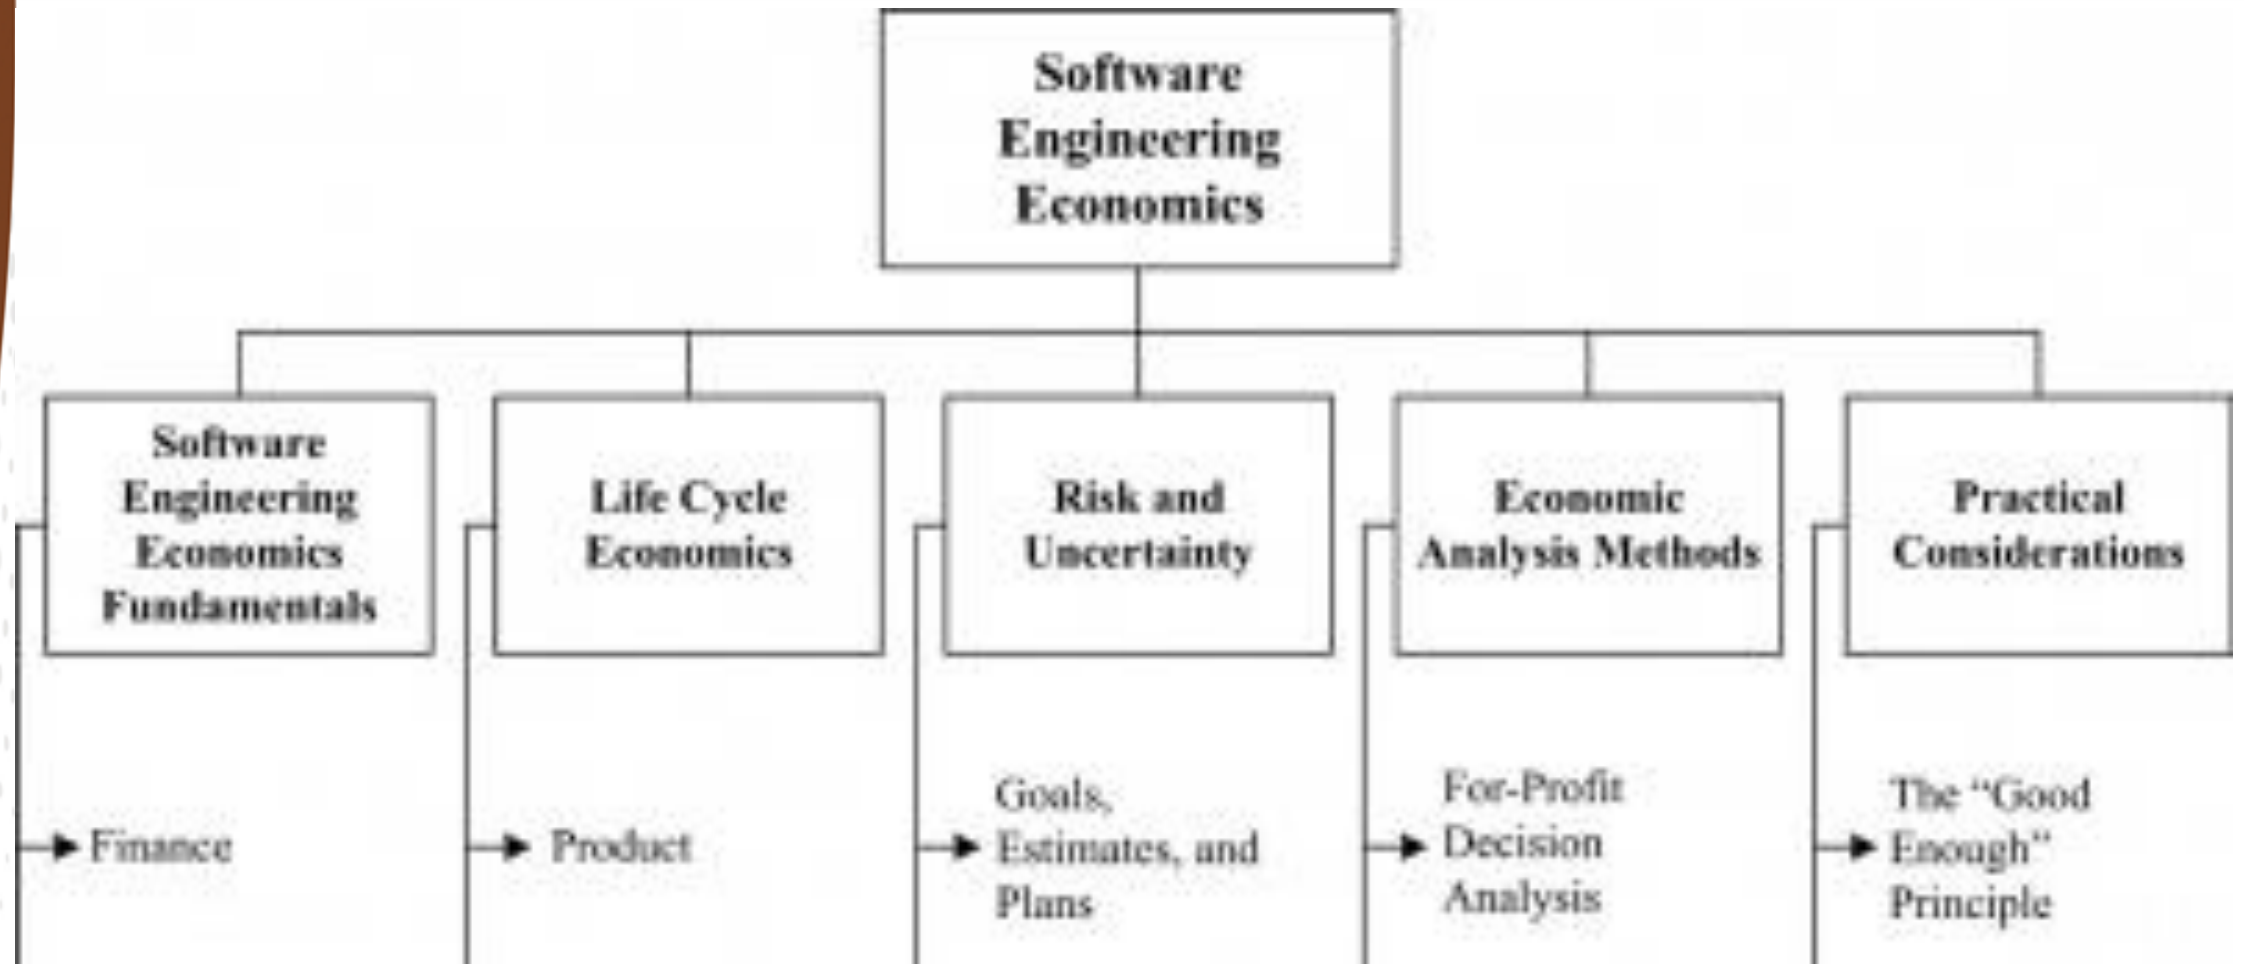 Software
Engineering
Economics
Software
Engineering
Economics
Fundamentals
Life Cycle
Economics
Risk and
Uncertainty
Economic
Analysis Methods
Practical
Considerations
Finance
Product
Goals,
Estimates, and
Plans
For-Profit
Decision
Analysis
The “Good
Enough”
Principle